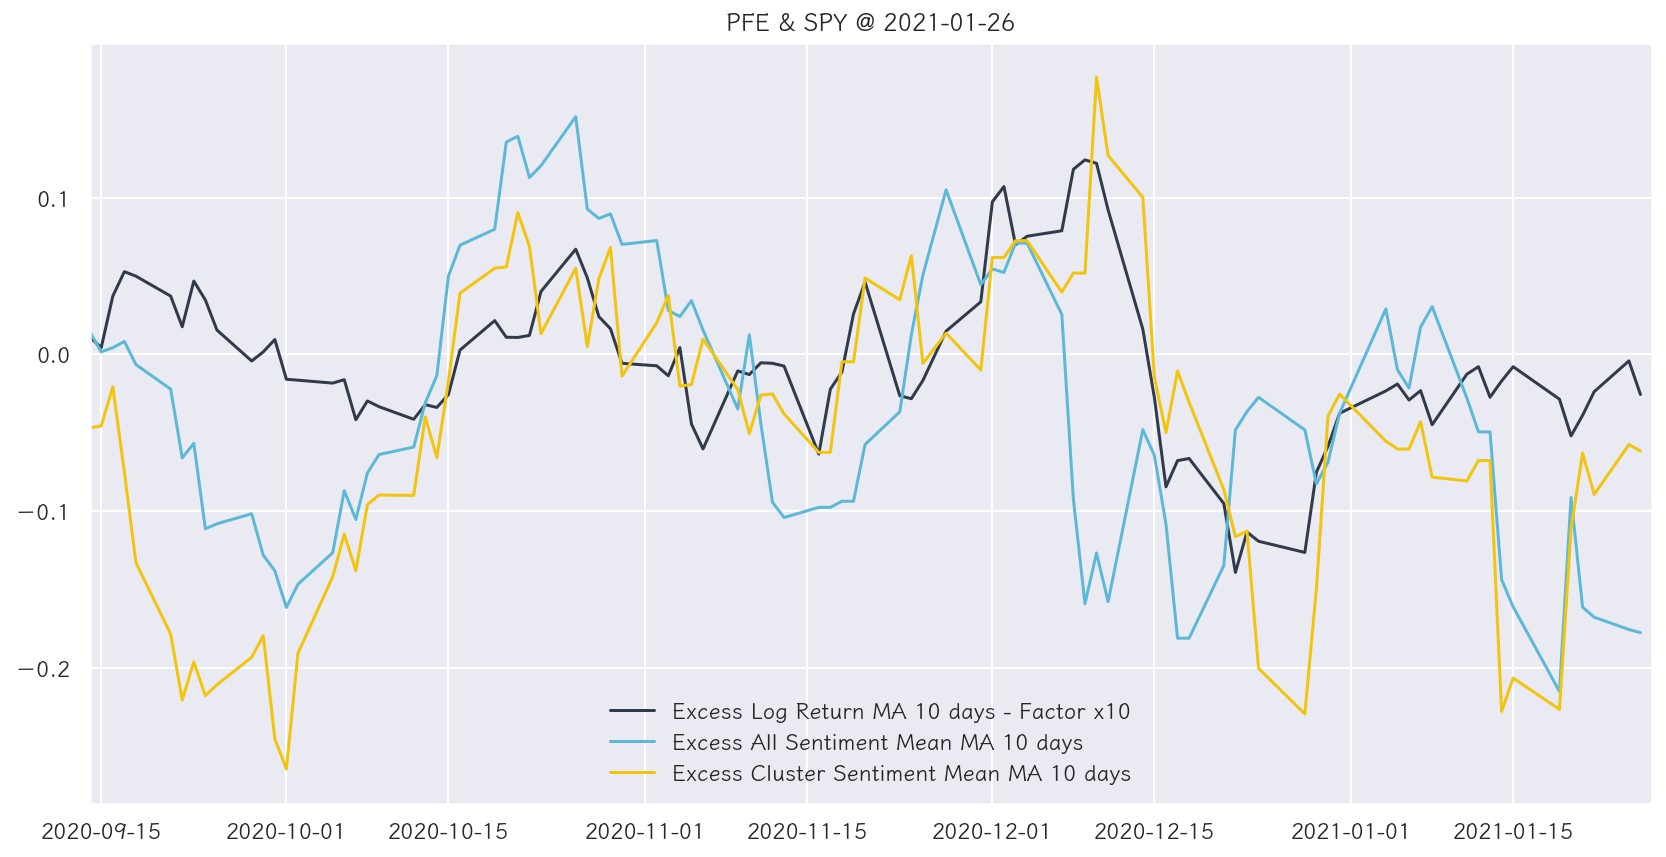 PFE & SPY @ 2021-01-26
0.1
0.0
−0.1
−0.2
Excess Log Return MA 10 days - Factor x10
Excess All Sentiment Mean MA 10 days
Excess Cluster Sentiment Mean MA 10 days
2020-09-15 2020-10-01 2020-10-15 2020-11-01 2020-11-15 2020-12-01 2020-12-15 2021-01-01 2021-01-15